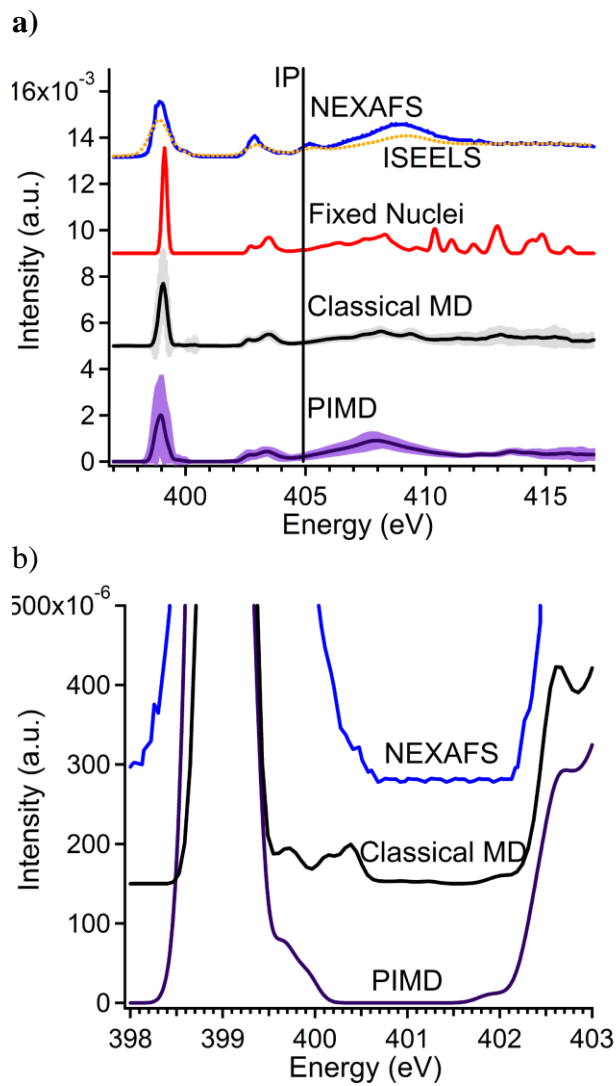 a)
16x10-3
14
12
10
8
6
4
2
0
Intensity (a.u.)
IP
NEXAFS
ISEELS
Fixed Nuclei
Classical MD
PIMD
400 405 410 415
Energy (eV)
b)
500x10-6
400
300
200
100
0
Intensity (a.u.)
NEXAFS
Classical MD
PIMD
398 399 400 401 402 403
Energy (eV)